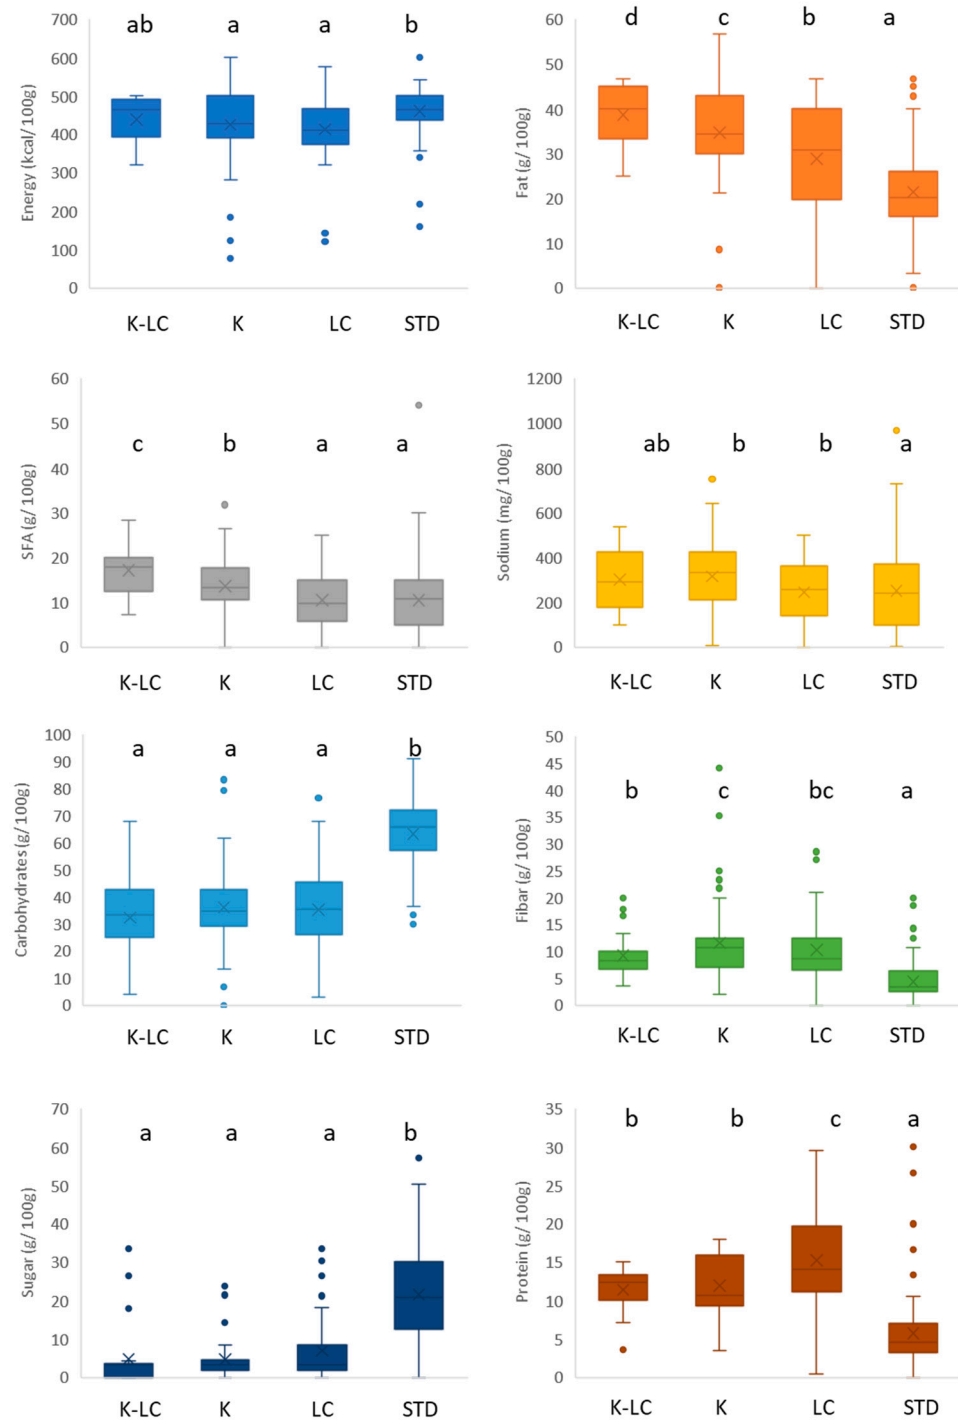 Energy (kcal/ 100g)
700
600
500
400
300
200
100
0
ab a a b
K-LC K LC STD
Fat (g/ 100g)
60
50
40
30
20
10
0
d c b a
K-LC K LC STD
SFA (g/ 100g)
60
50
40
30
20
10
0
c b a a
K-LC K LC STD
Sodium (mg/ 100g)
1200
1000
800
600
400
200
0
ab b b a
K-LC K LC STD
Carbohydrates (g/ 100g)
100
90
80
70
60
50
40
30
20
10
0
a a a b
K-LC K LC STD
Fibar (g/ 100g)
50
45
40
35
30
25
20
15
10
5
0
b c bc a
K-LC K LC STD
Sugar (g/ 100g)
70
60
50
40
30
20
10
0
a a a b
K-LC K LC STD
Protein (g/ 100g)
35
30
25
20
15
10
5
0
b b c a
K-LC K LC STD